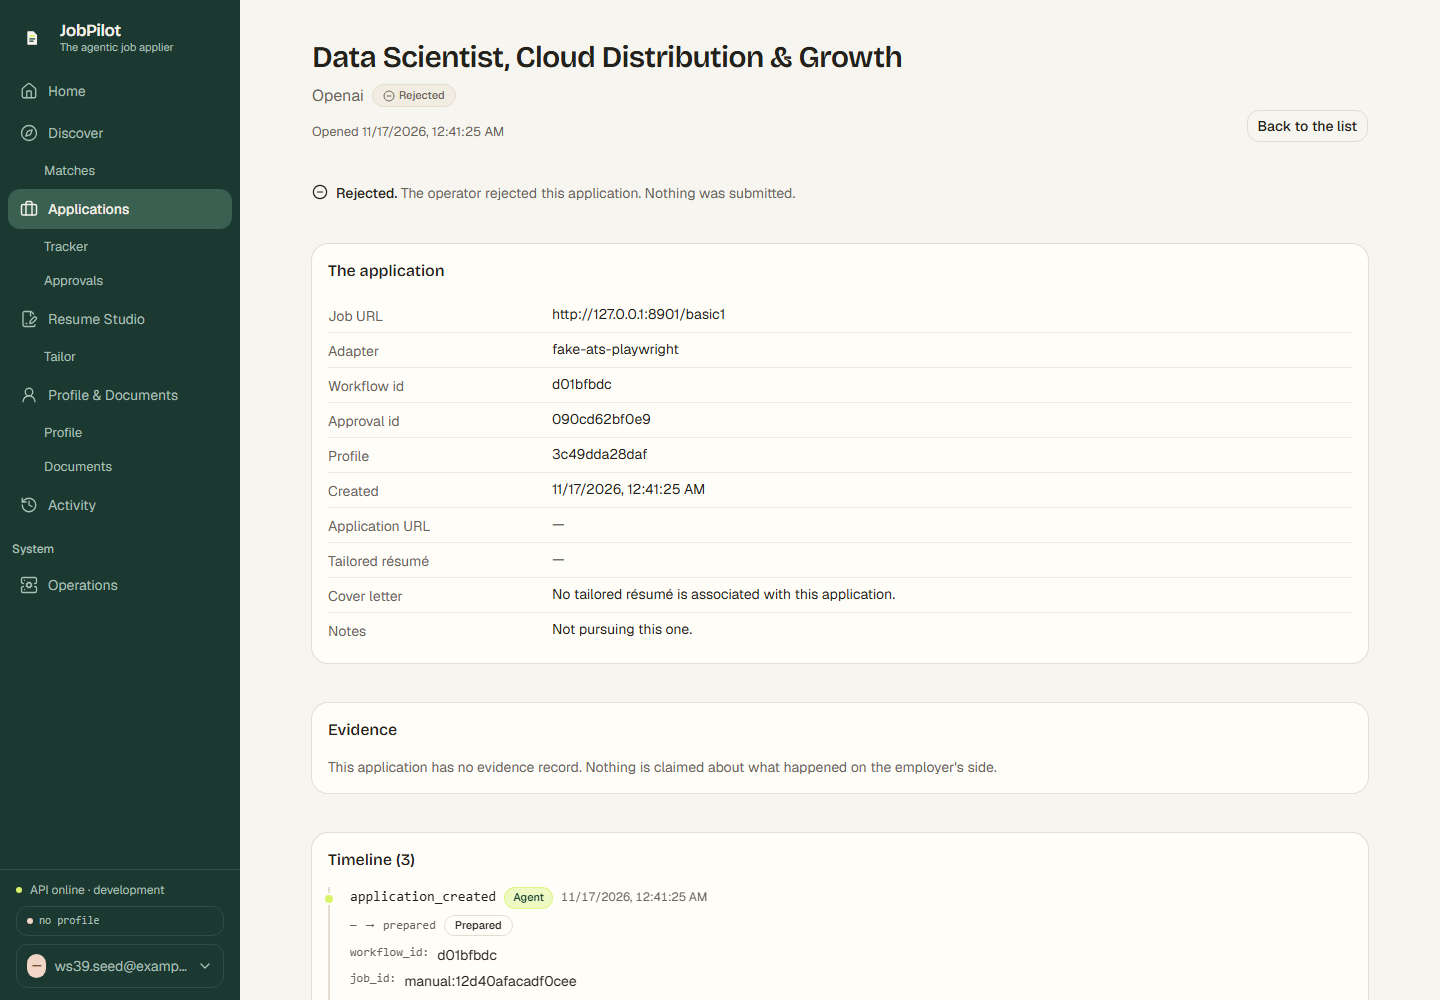 JobPilot
The agentic job applier
Home
Discover
Matches
Applications
Tracker
Approvals
Resume Studio
Tailor
Profile & Documents
Profile
Documents
Activity
System
Operations
API online · development
no profile
ws39.seed@examp...
Data Scientist, Cloud Distribution & Growth
Openai Rejected
Opened 11/17/2026, 12:41:25 AM
Back to the list
Rejected. The operator rejected this application. Nothing was submitted.
The application
Job URL http://127.0.0.1:8901/basic1
Adapter fake-ats-playwright
Workflow id d01bfbdc
Approval id 090cd62bf0e9
Profile 3c49dda28daf
Created 11/17/2026, 12:41:25 AM
Application URL —
Tailored résumé —
Cover letter No tailored résumé is associated with this application.
Notes Not pursuing this one.
Evidence
This application has no evidence record. Nothing is claimed about what happened on the employer's side.
Timeline (3)
application_created Agent 11/17/2026, 12:41:25 AM
— → prepared Prepared
workflow_id: d01bfbdc
job_id: manual:12d40afacadf0cee